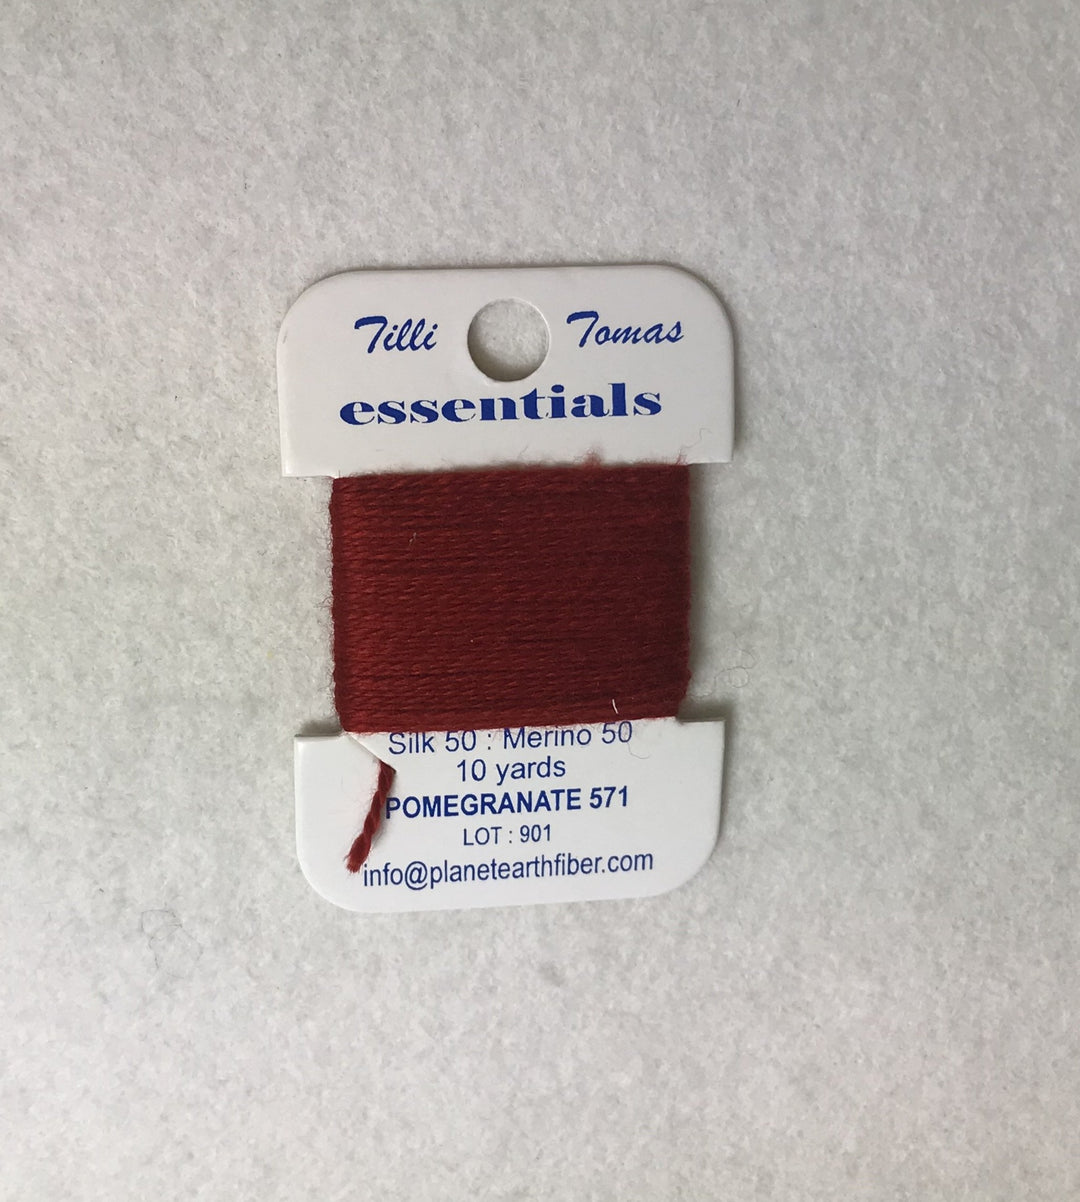 Tilli Tomas
essentials
Silk 50 : Merino 50
10 yards
POMEGRANATE 571
LOT : 901
info@planetearthfiber.com